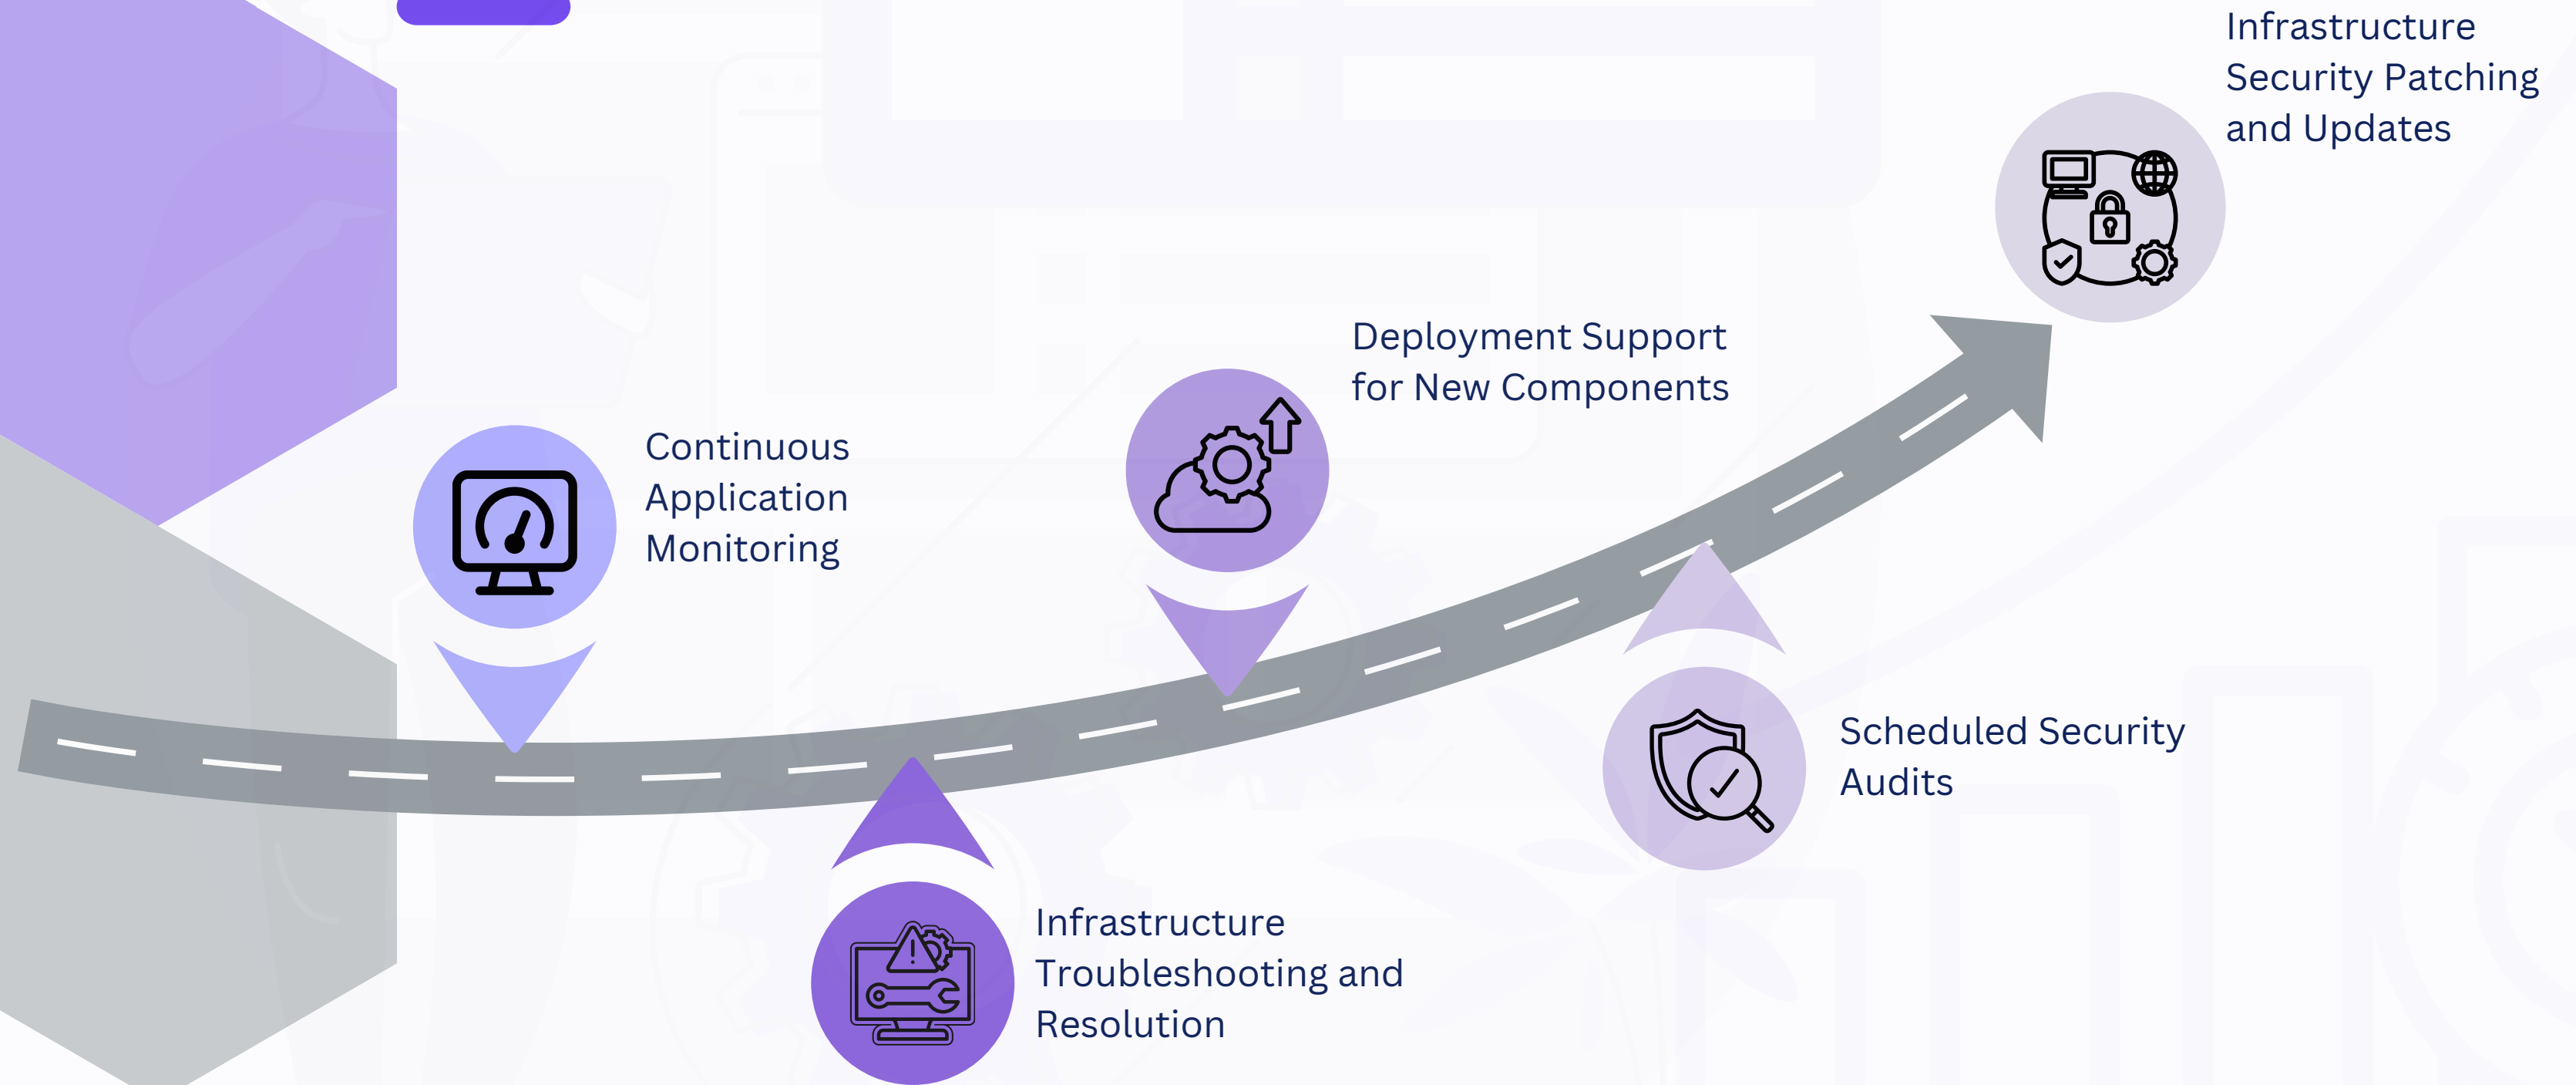 Infrastructure
Security Patching
and Updates
Deployment Support
for New Components
Continuous
Application
Monitoring
Scheduled Security
Audits
Infrastructure
Troubleshooting and
Resolution